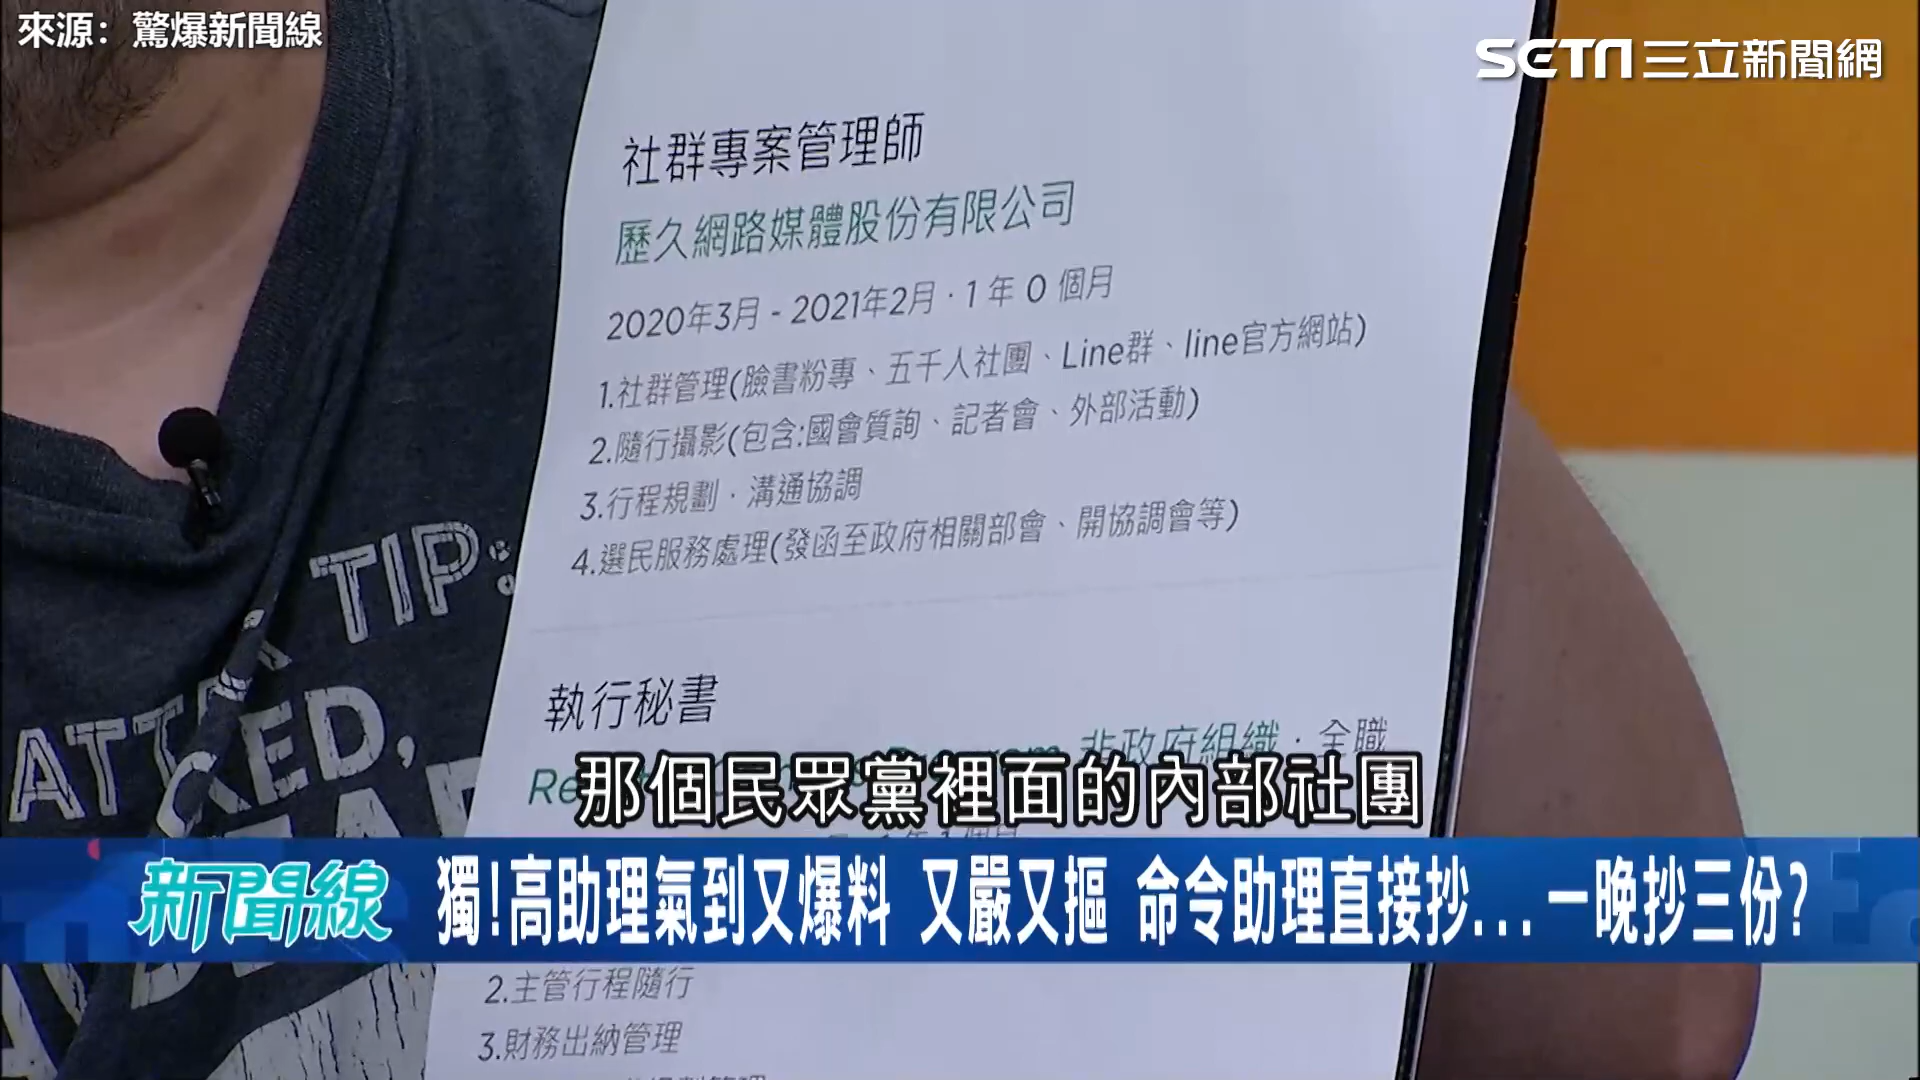 來源：驚爆新聞線
SETN三立新聞網
社群專案管理師
歷久網路媒體股份有限公司
2020年3月 - 2021年2月 · 1 年 0 個月
1.社群管理(臉書粉專、五千人社團、Line群、line官方網站)
2.隨行攝影(包含:國會質詢、記者會、外部活動)
3.行程規劃．溝通協調
4.選民服務處理(發函至政府相關部會、開協調會等)
執行秘書
非政府組織 · 全職
那個民眾黨裡面的內部社團
TIP:
ATTACKED,
新聞線
獨!高助理氣到又爆料 又嚴又摳 命令助理直接抄...一晚抄三份?
2.主管行程隨行
3.財務出納管理